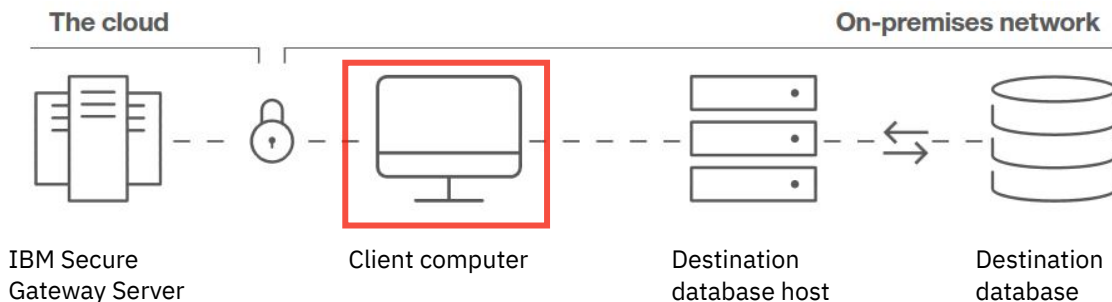 The cloud
On-premises network
IBM Secure
Gateway Server
Client computer
Destination
database host
Destination
database